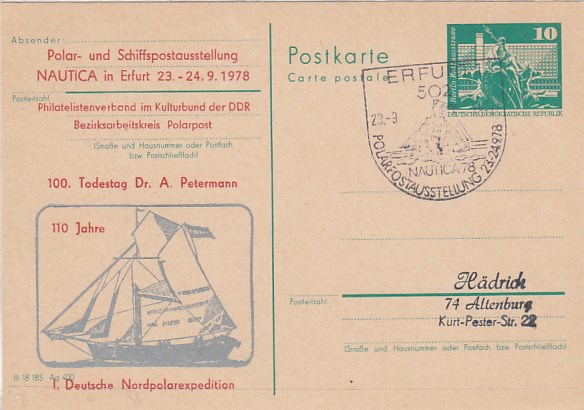 Absender:
Polar- und Schiffspostausstellung
NAUTICA in Erfurt 23.-24.9.1978
Postleitzahl
Philatelistenverband im Kulturbund der DDR
Bezirksarbeitskreis Polarpost
(Straße und Hausnummer oder Postfach
bzw. Postschließfach)
100. Todestag Dr. A. Petermann
110 Jahre
III 18 185 Ag 400
1. Deutsche Nordpolarexpedition
Postkarte
Carte postale
10
Berlin, Rathausstraße
DEUTSCHE DEMOKRATISCHE REPUBLIK
ERFURT
502
23.-9.
NAUTICA '78
POLARPOSTAUSSTELLUNG 23.-24.9.78
Hädrich
Postleitzahl
74 Altenburg
Kurt-Pester-Str. 22
(Straße und Hausnummer oder Postfach bzw. Postschließfach)